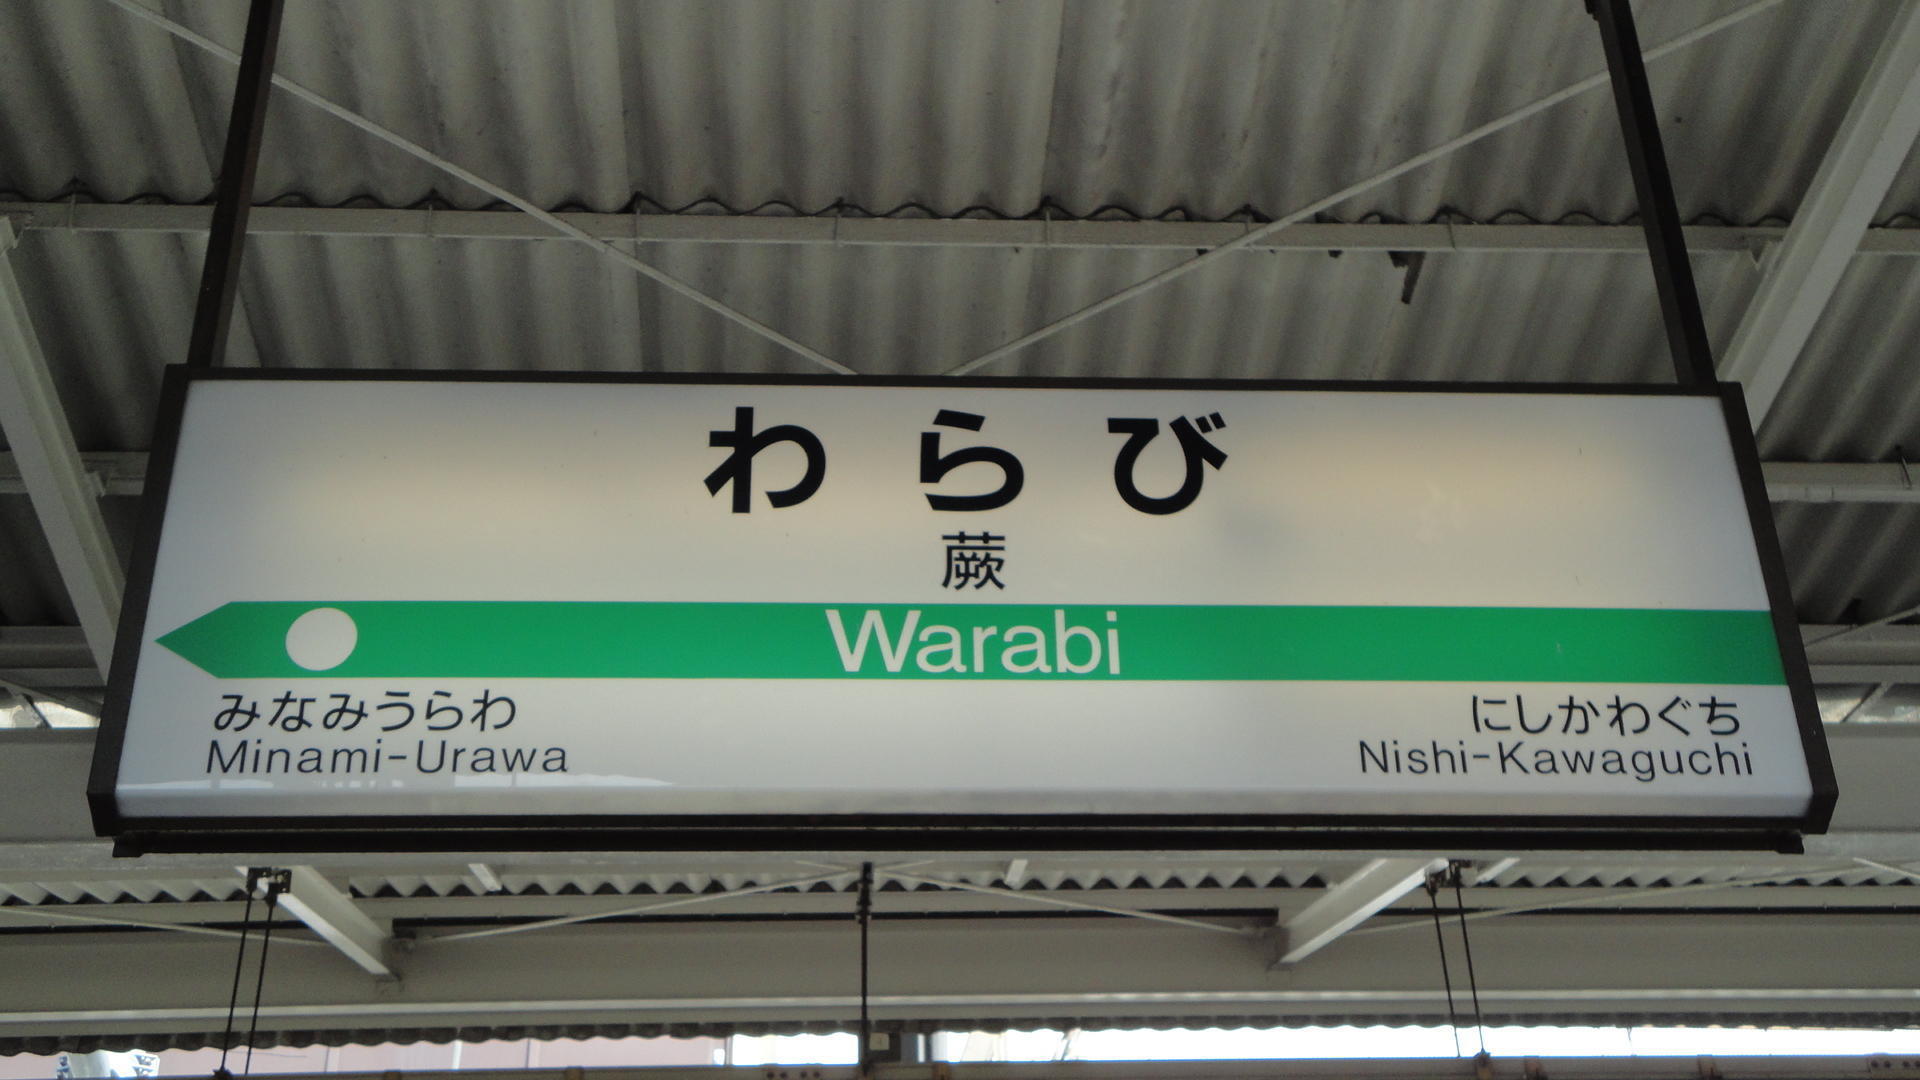 わらび
蕨
Warabi
みなみうらわ
Minami-Urawa
にしかわぐち
Nishi-Kawaguchi